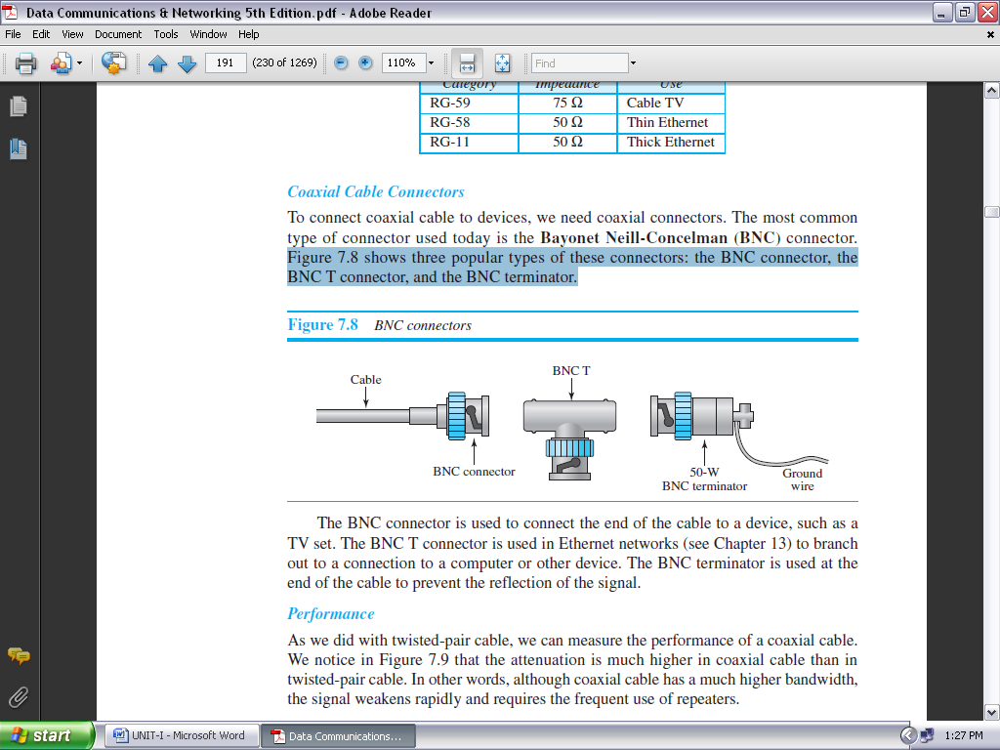 Data Communications & Networking 5th Edition.pdf - Adobe Reader
File Edit View Document Tools Window Help
191 (230 of 1269) 110% Find
Category Impedance Use
RG-59 75 Ω Cable TV
RG-58 50 Ω Thin Ethernet
RG-11 50 Ω Thick Ethernet
Coaxial Cable Connectors
To connect coaxial cable to devices, we need coaxial connectors. The most common
type of connector used today is the Bayonet Neill-Concelman (BNC) connector.
Figure 7.8 shows three popular types of these connectors: the BNC connector, the
BNC T connector, and the BNC terminator.
Figure 7.8 BNC connectors
Cable
BNC T
BNC connector
50-W
BNC terminator
Ground
wire
The BNC connector is used to connect the end of the cable to a device, such as a
TV set. The BNC T connector is used in Ethernet networks (see Chapter 13) to branch
out to a connection to a computer or other device. The BNC terminator is used at the
end of the cable to prevent the reflection of the signal.
Performance
As we did with twisted-pair cable, we can measure the performance of a coaxial cable.
We notice in Figure 7.9 that the attenuation is much higher in coaxial cable than in
twisted-pair cable. In other words, although coaxial cable has a much higher bandwidth,
the signal weakens rapidly and requires the frequent use of repeaters.
start UNIT-I - Microsoft Word Data Communications... 1:27 PM